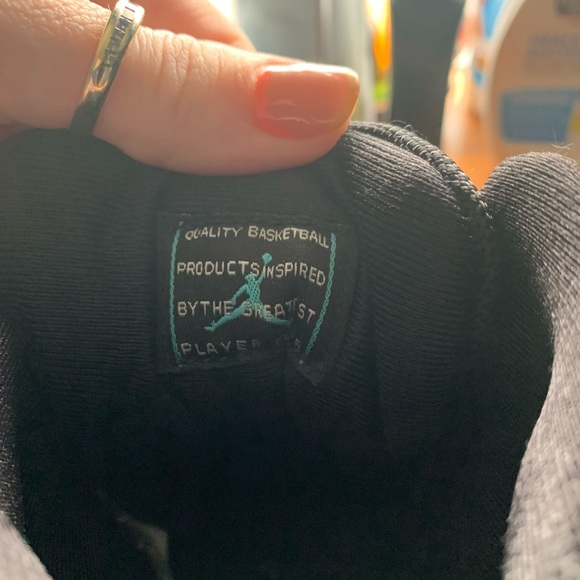 QUALITY BASKETBALL
PRODUCTS INSPIRED
BY THE GREATEST
PLAYER